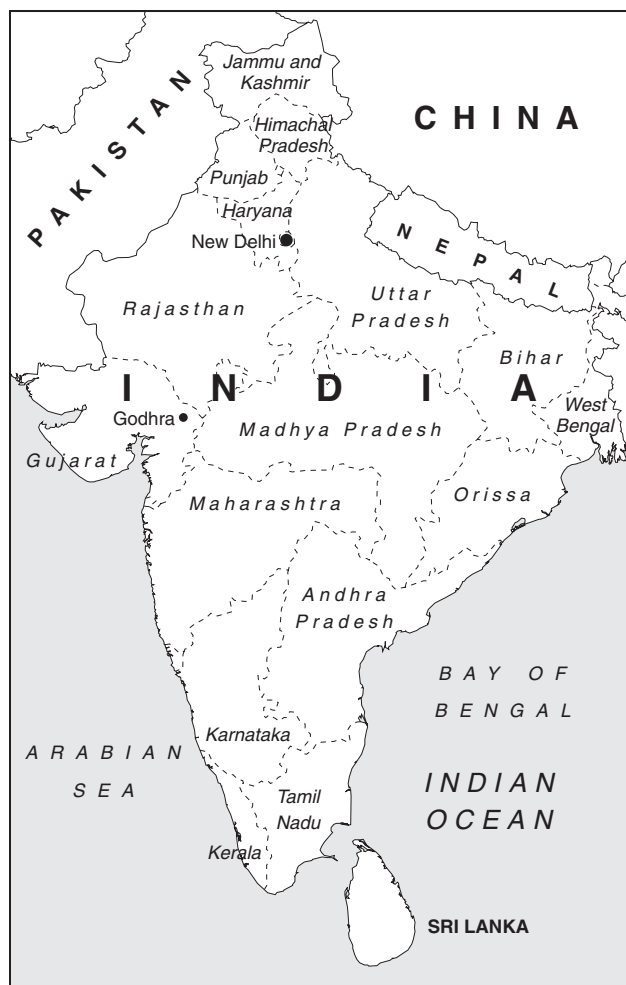 Jammu and
Kashmir
CHINA
PAKISTAN
Himachal
Pradesh
Punjab
Haryana
New Delhi
NEPAL
Rajasthan
Uttar
Pradesh
Bihar
INDIA
Godhra
West
Bengal
Madhya Pradesh
Gujarat
Maharashtra
Orissa
Andhra
Pradesh
BAY OF
BENGAL
Karnataka
ARABIAN
SEA
INDIAN
OCEAN
Tamil
Nadu
Kerala
SRI LANKA